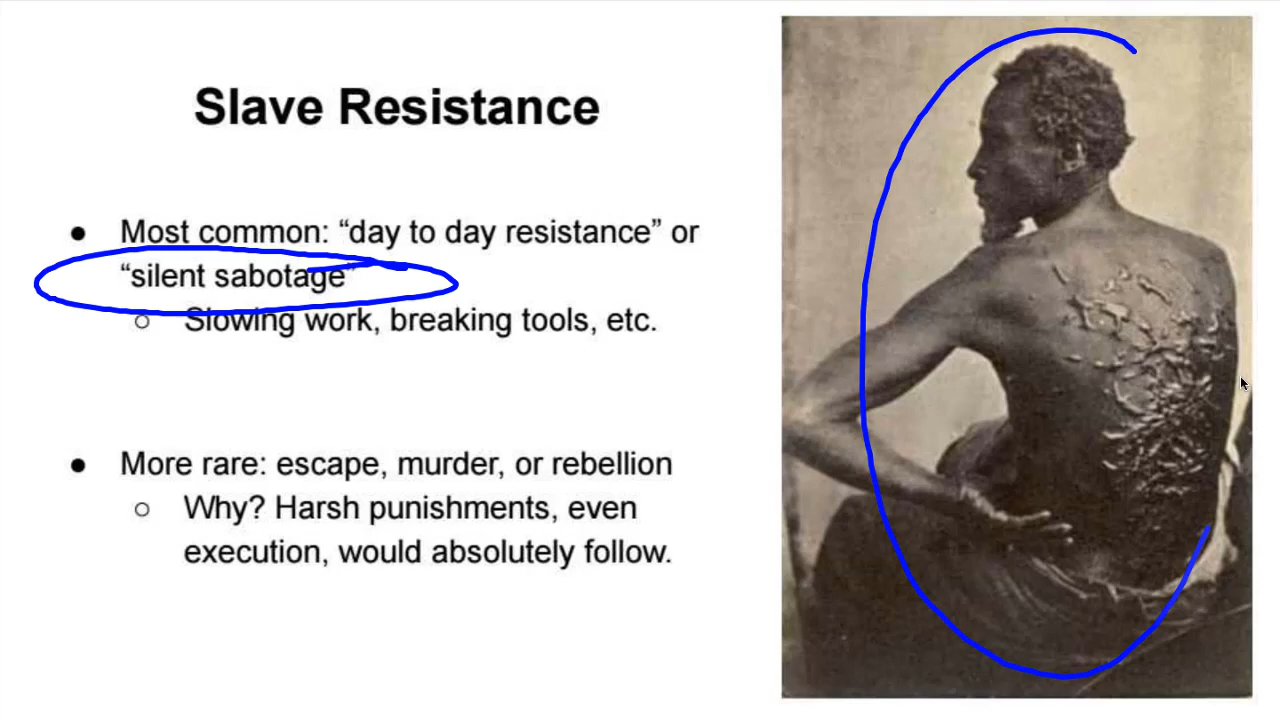 Slave Resistance
● Most common: “day to day resistance” or
“silent sabotage”
○ Slowing work, breaking tools, etc.
● More rare: escape, murder, or rebellion
○ Why? Harsh punishments, even
execution, would absolutely follow.